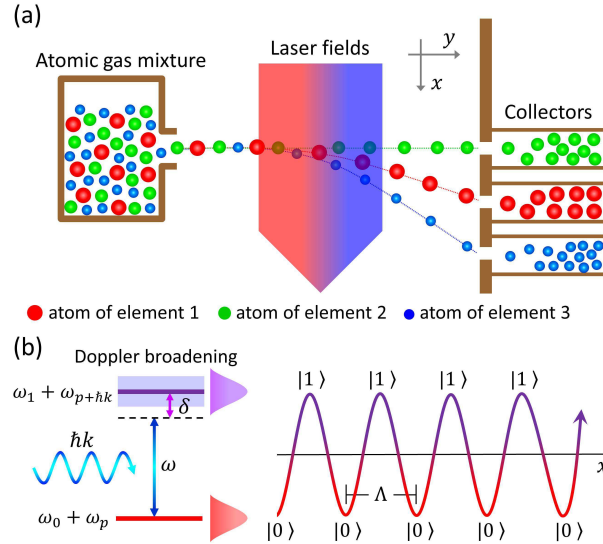 (a)
Atomic gas mixture
Laser fields
y
x
Collectors
atom of element 1
atom of element 2
atom of element 3
(b)
Doppler broadening
ω₁ + ωₚ₊ℏₖ
δ
ℏk
ω
ω₀ + ωₚ
|1⟩ |1⟩ |1⟩ |1⟩
Λ
x
|0⟩ |0⟩ |0⟩ |0⟩ |0⟩